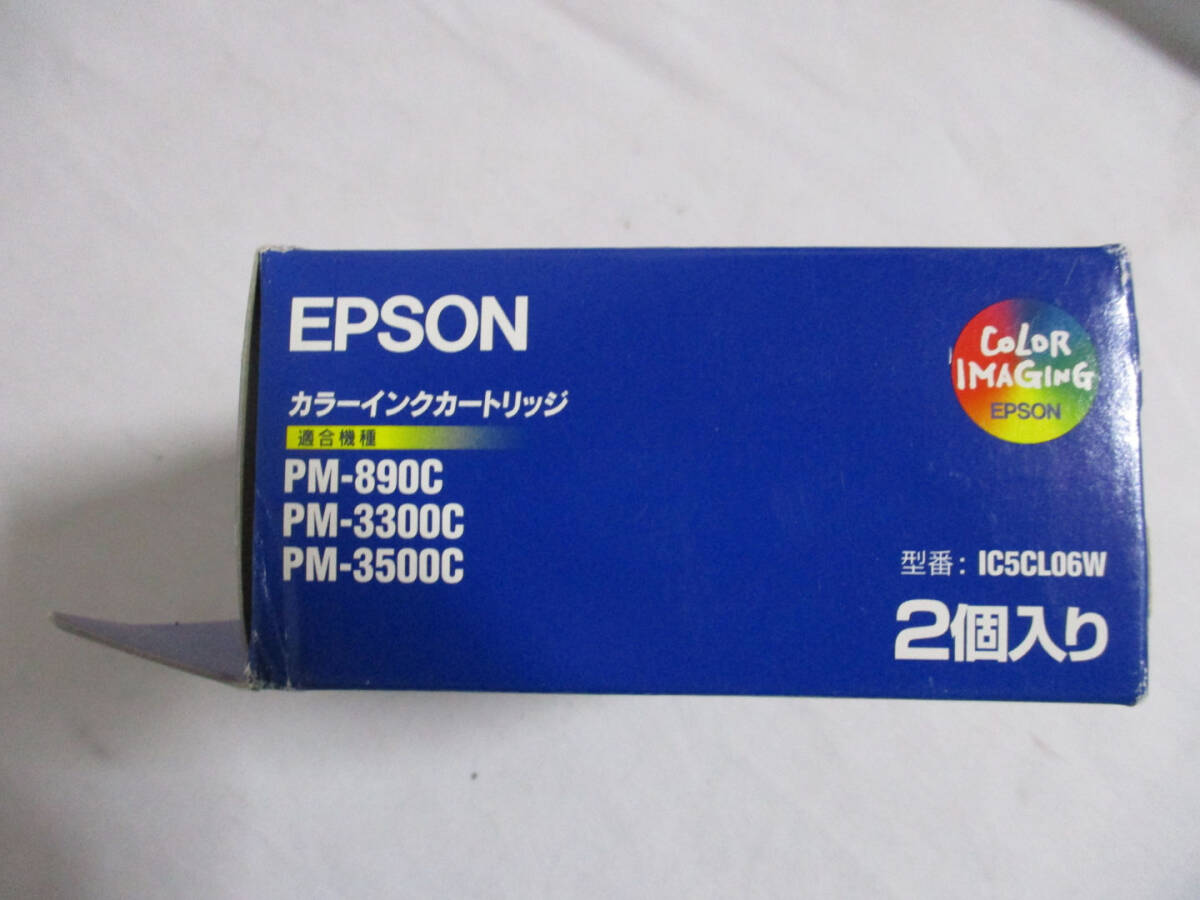 EPSON
カラーインクカートリッジ
適合機種
PM-890C
PM-3300C
PM-3500C
COLOR
IMAGING
EPSON
型番: IC5CL06W
2個入り